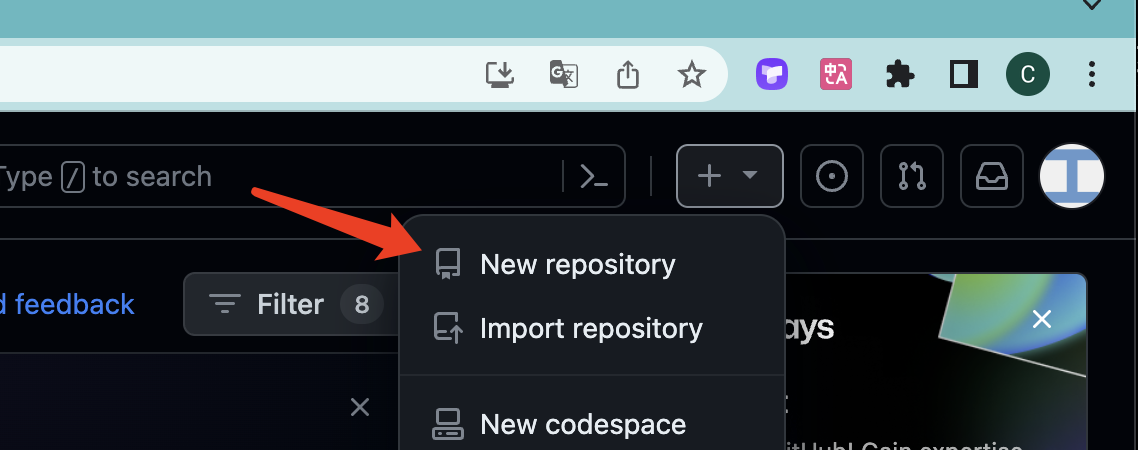 C
Type / to search
New repository
d feedback
Filter 8
Import repository
ays
New codespace
itHub! Gain expertise